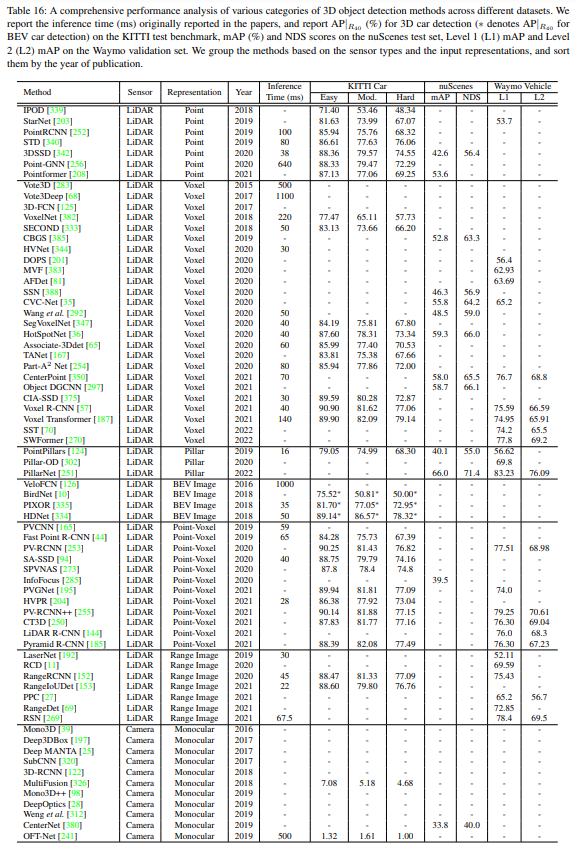 Table 16: A comprehensive performance analysis of various categories of 3D object detection methods across different datasets. We
report the inference time (ms) originally reported in the papers, and report AP|R40 (%) for 3D car detection (* denotes AP|R40 for
BEV car detection) on the KITTI test benchmark, mAP (%) and NDS scores on the nuScenes test set, Level 1 (L1) mAP and Level
2 (L2) mAP on the Waymo validation set. We group the methods based on the sensor types and the input representations, and sort
them by the year of publication.
Method Sensor Representation Year Inference Time (ms) KITTI Car nuScenes Waymo Vehicle
Easy Mod. Hard mAP NDS L1 L2
IPOD [339] LiDAR Point 2018 - 71.40 53.46 48.34 - - - -
StarNet [203] LiDAR Point 2019 - 81.63 73.99 67.07 - - 53.7 -
PointRCNN [252] LiDAR Point 2019 100 85.94 75.76 68.32 - - - -
STD [340] LiDAR Point 2019 80 86.61 77.63 76.06 - - - -
3DSSD [342] LiDAR Point 2020 38 88.36 79.57 74.55 42.6 56.4 - -
Point-GNN [256] LiDAR Point 2020 640 88.33 79.47 72.29 - - - -
Pointformer [208] LiDAR Point 2021 - 87.13 77.06 69.25 53.6 - - -
Vote3D [283] LiDAR Voxel 2015 500 - - - - - - -
Vote3Deep [68] LiDAR Voxel 2017 1100 - - - - - - -
3D-FCN [125] LiDAR Voxel 2017 - - - - - - - -
VoxelNet [382] LiDAR Voxel 2018 220 77.47 65.11 57.73 - - - -
SECOND [333] LiDAR Voxel 2018 50 83.13 73.66 66.20 - - - -
CBGS [385] LiDAR Voxel 2019 - - - - 52.8 63.3 - -
HVNet [344] LiDAR Voxel 2020 30 - - - - - - -
DOPS [201] LiDAR Voxel 2020 - - - - - - 56.4 -
MVF [383] LiDAR Voxel 2020 - - - - - - 62.93 -
AFDet [81] LiDAR Voxel 2020 - - - - - - 63.69 -
SSN [388] LiDAR Voxel 2020 - - - - 46.3 56.9 - -
CVC-Net [35] LiDAR Voxel 2020 - - - - 55.8 64.2 65.2 -
Wang et al. [292] LiDAR Voxel 2020 50 - - - 48.5 59.0 - -
SegVoxelNet [347] LiDAR Voxel 2020 40 84.19 75.81 67.80 - - - -
HotSpotNet [36] LiDAR Voxel 2020 40 87.60 78.31 73.34 59.3 66.0 - -
Associate-3Ddet [65] LiDAR Voxel 2020 60 85.99 77.40 70.53 - - - -
TANet [167] LiDAR Voxel 2020 - 83.81 75.38 67.66 - - - -
Part-A² Net [254] LiDAR Voxel 2020 80 85.94 77.86 72.00 - - - -
CenterPoint [350] LiDAR Voxel 2021 70 - - - 58.0 65.5 76.7 68.8
Object DGCNN [297] LiDAR Voxel 2021 - - - - 58.7 66.1 - -
CIA-SSD [375] LiDAR Voxel 2021 30 89.59 80.28 72.87 - - - -
Voxel R-CNN [57] LiDAR Voxel 2021 40 90.90 81.62 77.06 - - 75.59 66.59
Voxel Transformer [187] LiDAR Voxel 2021 140 89.90 82.09 79.14 - - 74.95 65.91
SST [70] LiDAR Voxel 2022 - - - - - - 74.2 65.5
SWFormer [270] LiDAR Voxel 2022 - - - - - - 77.8 69.2
PointPillars [124] LiDAR Pillar 2019 16 79.05 74.99 68.30 40.1 55.0 56.62 -
Pillar-OD [302] LiDAR Pillar 2020 - - - - - - 69.8 -
PillarNet [251] LiDAR Pillar 2022 - - - - 66.0 71.4 83.23 76.09
VeloFCN [126] LiDAR BEV Image 2016 1000 - - - - - - -
BirdNet [10] LiDAR BEV Image 2018 - 75.52* 50.81* 50.00* - - - -
PIXOR [335] LiDAR BEV Image 2018 35 81.70* 77.05* 72.95* - - - -
HDNet [334] LiDAR BEV Image 2018 50 89.14* 86.57* 78.32* - - - -
PVCNN [165] LiDAR Point-Voxel 2019 59 - - - - - - -
Fast Point R-CNN [44] LiDAR Point-Voxel 2019 65 84.28 75.73 67.39 - - - -
PV-RCNN [253] LiDAR Point-Voxel 2020 - 90.25 81.43 76.82 - - 77.51 68.98
SA-SSD [94] LiDAR Point-Voxel 2020 40 88.75 79.79 74.16 - - - -
SPVNAS [273] LiDAR Point-Voxel 2020 - 87.8 78.4 74.8 - - - -
InfoFocus [285] LiDAR Point-Voxel 2020 - - - - 39.5 - - -
PVGNet [195] LiDAR Point-Voxel 2021 - 89.94 81.81 77.09 - - 74.0 -
HVPR [204] LiDAR Point-Voxel 2021 28 86.38 77.92 73.04 - - - -
PV-RCNN++ [255] LiDAR Point-Voxel 2021 - 90.14 81.88 77.15 - - 79.25 70.61
CT3D [250] LiDAR Point-Voxel 2021 - 87.83 81.77 77.16 - - 76.30 69.04
LiDAR R-CNN [144] LiDAR Point-Voxel 2021 - - - - - - 76.0 68.3
Pyramid R-CNN [185] LiDAR Point-Voxel 2021 - 88.39 82.08 77.49 - - 76.30 67.23
LaserNet [192] LiDAR Range Image 2019 30 - - - - - 52.11 -
RCD [11] LiDAR Range Image 2020 - - - - - - 69.59 -
RangeRCNN [152] LiDAR Range Image 2020 45 88.47 81.33 77.09 - - 75.43 -
RangeIoUDet [153] LiDAR Range Image 2021 22 88.60 79.80 76.76 - - - -
PPC [27] LiDAR Range Image 2021 - - - - - - 65.2 56.7
RangeDet [69] LiDAR Range Image 2021 - - - - - - 72.85 -
RSN [269] LiDAR Range Image 2021 67.5 - - - - - 78.4 69.5
Mono3D [39] Camera Monocular 2016 - - - - - - - -
Deep3DBox [197] Camera Monocular 2017 - - - - - - - -
Deep MANTA [25] Camera Monocular 2017 - - - - - - - -
SubCNN [320] Camera Monocular 2017 - - - - - - - -
3D-RCNN [122] Camera Monocular 2018 - - - - - - - -
MultiFusion [326] Camera Monocular 2018 - 7.08 5.18 4.68 - - - -
Mono3D++ [98] Camera Monocular 2019 - - - - - - - -
DeepOptics [28] Camera Monocular 2019 - - - - - - - -
Weng et al. [312] Camera Monocular 2019 - - - - - - - -
CenterNet [380] Camera Monocular 2019 - - - - 33.8 40.0 - -
OFT-Net [241] Camera Monocular 2019 500 1.32 1.61 1.00 - - - -